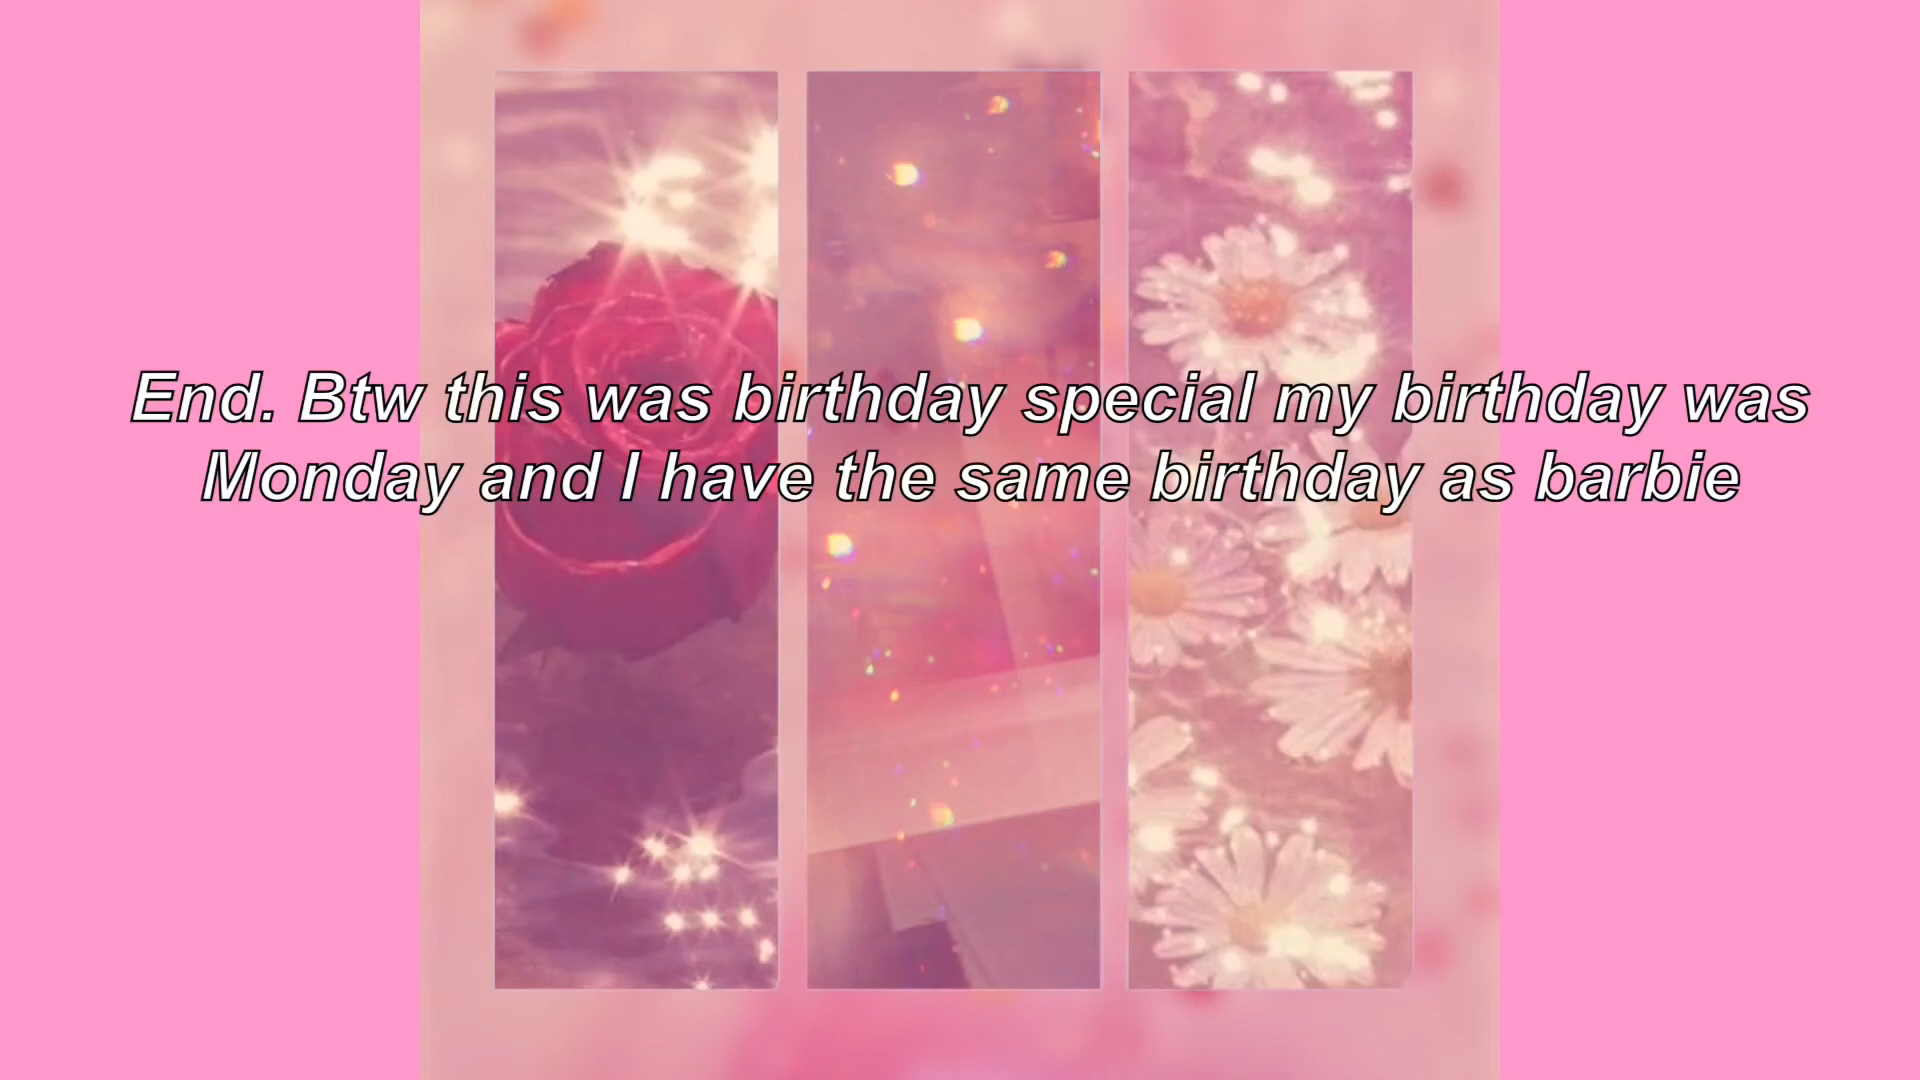 End. Btw this was birthday special my birthday was
Monday and I have the same birthday as barbie